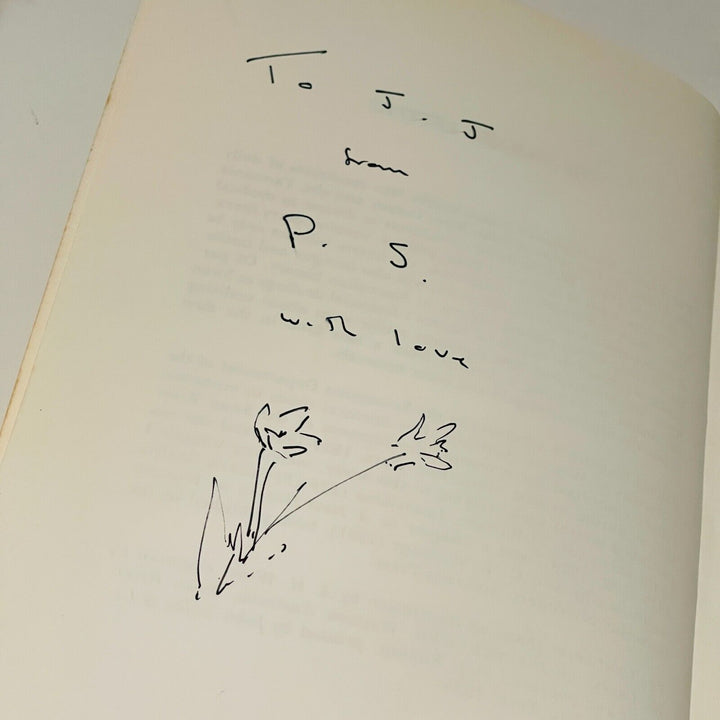 To J. J
from
P. S.
with love